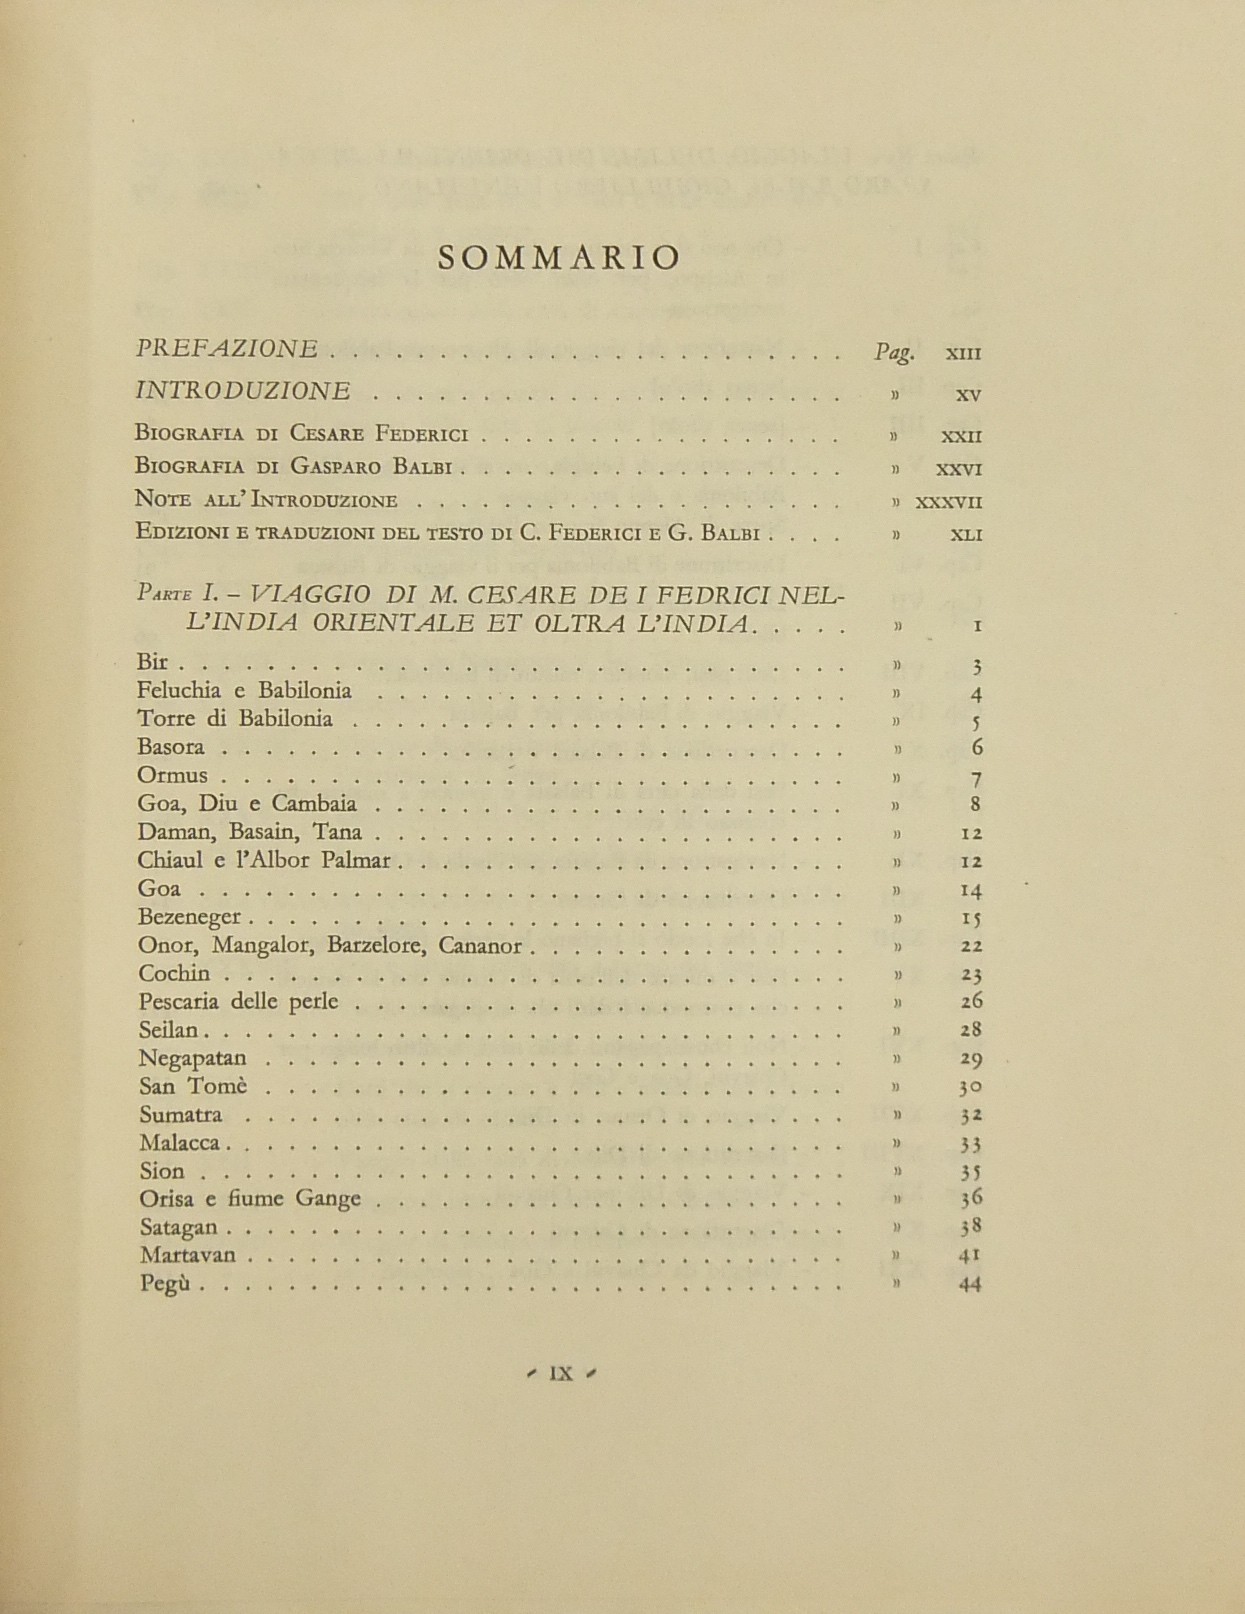 SOMMARIO
PREFAZIONE . . . . . . . . . . . . . . . . . . . . . . . Pag. XIII
INTRODUZIONE . . . . . . . . . . . . . . . . . . . . . . » XV
BIOGRAFIA DI CESARE FEDERICI . . . . . . . . . . . . . . . . . » XXII
BIOGRAFIA DI GASPARO BALBI . . . . . . . . . . . . . . . . . . » XXVI
NOTE ALL' INTRODUZIONE . . . . . . . . . . . . . . . . . . . . » XXXVII
EDIZIONI E TRADUZIONI DEL TESTO DI C. FEDERICI E G. BALBI . . . . » XLI
PARTE I. – VIAGGIO DI M. CESARE DE I FEDRICI NEL-
L'INDIA ORIENTALE ET OLTRA L'INDIA. . . . . » I
Bir . . . . . . . . . . . . . . . . . . . . . . . . . . . . . . . » 3
Feluchia e Babilonia . . . . . . . . . . . . . . . . . . . . . . » 4
Torre di Babilonia . . . . . . . . . . . . . . . . . . . . . . . » 5
Basora . . . . . . . . . . . . . . . . . . . . . . . . . . . . . » 6
Ormus . . . . . . . . . . . . . . . . . . . . . . . . . . . . . » 7
Goa, Diu e Cambaia . . . . . . . . . . . . . . . . . . . . . . » 8
Daman, Basain, Tana . . . . . . . . . . . . . . . . . . . . . . » 12
Chiaul e l'Albor Palmar . . . . . . . . . . . . . . . . . . . . . » 12
Goa . . . . . . . . . . . . . . . . . . . . . . . . . . . . . . » 14
Bezeneger . . . . . . . . . . . . . . . . . . . . . . . . . . . . » 15
Onor, Mangalor, Barzelore, Cananor . . . . . . . . . . . . . . . » 22
Cochin . . . . . . . . . . . . . . . . . . . . . . . . . . . . . » 23
Pescaria delle perle . . . . . . . . . . . . . . . . . . . . . . . » 26
Seilan . . . . . . . . . . . . . . . . . . . . . . . . . . . . . . » 28
Negapatan . . . . . . . . . . . . . . . . . . . . . . . . . . . » 29
San Tomè . . . . . . . . . . . . . . . . . . . . . . . . . . . » 30
Sumatra . . . . . . . . . . . . . . . . . . . . . . . . . . . . » 32
Malacca . . . . . . . . . . . . . . . . . . . . . . . . . . . . . » 33
Sion . . . . . . . . . . . . . . . . . . . . . . . . . . . . . . » 35
Orisa e fiume Gange . . . . . . . . . . . . . . . . . . . . . . » 36
Satagan . . . . . . . . . . . . . . . . . . . . . . . . . . . . . » 38
Martavan . . . . . . . . . . . . . . . . . . . . . . . . . . . . » 41
Pegù . . . . . . . . . . . . . . . . . . . . . . . . . . . . . . » 44
IX